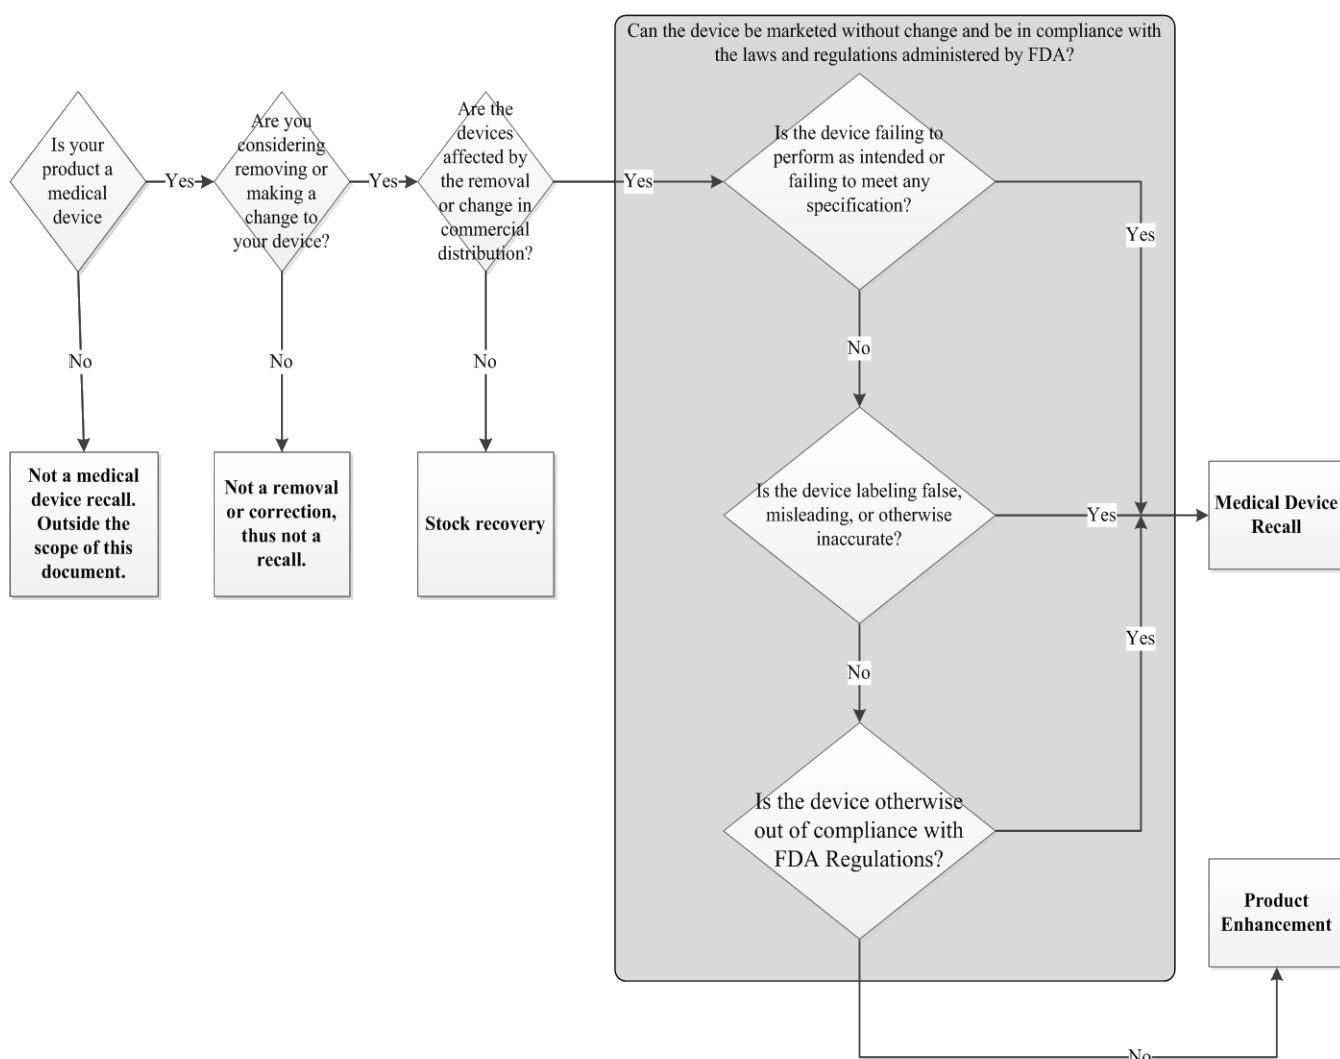 Can the device be marketed without change and be in compliance with
the laws and regulations administered by FDA?
Is your
product a
medical
device
Yes
Are you
considering
removing or
making a
change to
your device?
Yes
Are the
devices
affected by
the removal
or change in
commercial
distribution?
Yes
Is the device failing to
perform as intended or
failing to meet any
specification?
Yes
No
No
No
No
Not a medical
device recall.
Outside the
scope of this
document.
Not a removal
or correction,
thus not a
recall.
Stock recovery
Is the device labeling false,
misleading, or otherwise
inaccurate?
Yes
Medical Device
Recall
No
Yes
Is the device otherwise
out of compliance with
FDA Regulations?
Product
Enhancement
No